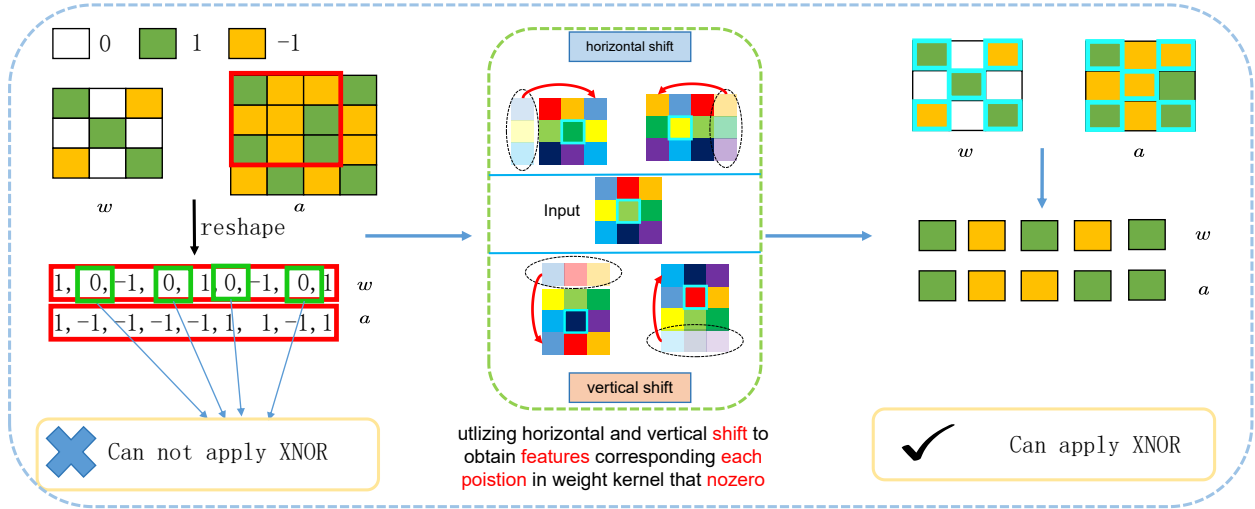 0 1 -1
w
a
reshape
1, 0,-1, 0, 1,0,-1, 0,1 w
1,-1,-1,-1,-1,1, 1,-1,1 a
Can not apply XNOR
horizontal shift
Input
vertical shift
utlizing horizontal and vertical shift to
obtain features corresponding each
poistion in weight kernel that nozero
w
a
w
a
Can apply XNOR